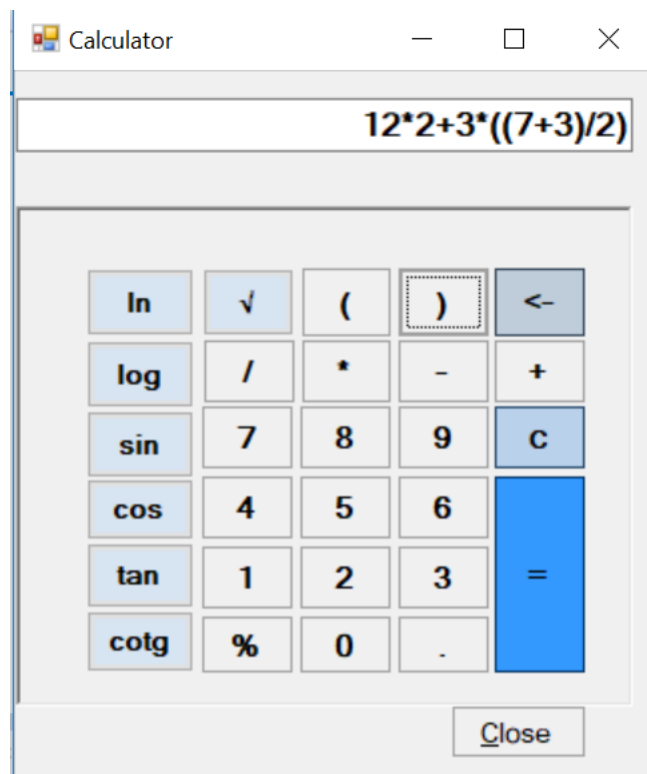 Calculator
12*2+3*((7+3)/2)
ln √ ( ) <-
log / * - +
sin 7 8 9 C
cos 4 5 6
tan 1 2 3 =
cotg % 0 .
Close